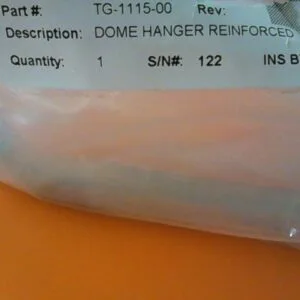 Part #: TG-1115-00 Rev:
Description: DOME HANGER REINFORCED
Quantity: 1 S/N#: 122 INS B